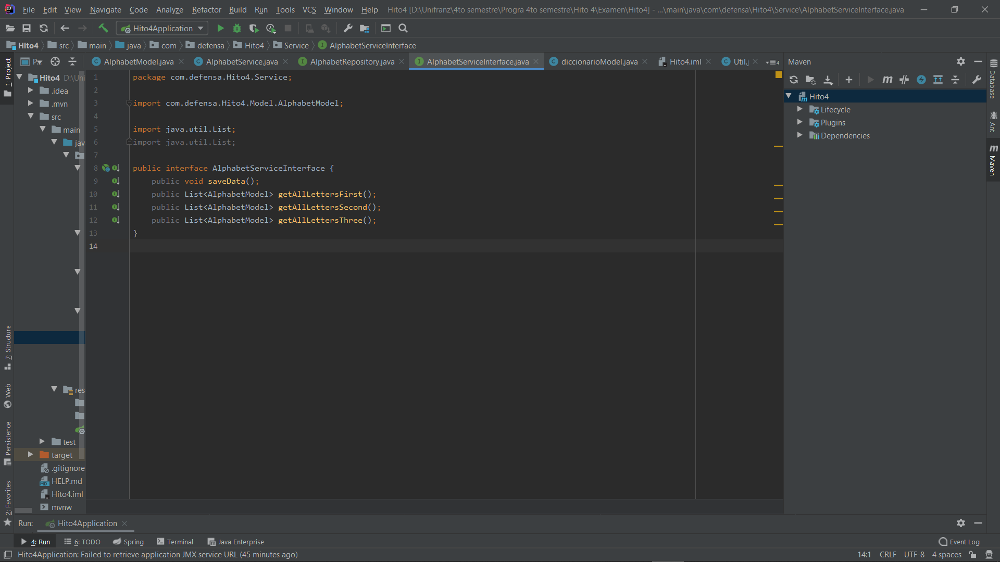 File Edit View Navigate Code Analyze Refactor Build Run Tools VCS Window Help Hito4 [D:\Unifranz\4to semestre\Progra 4to semestre\Hito 4\Examen\Hito4] - ...\main\java\com\defensa\Hito4\Service\AlphabetServiceInterface.java
Hito4Application
Hito4 src main java com defensa Hito4 Service AlphabetServiceInterface
1: Project
P... AlphabetModel.java AlphabetService.java AlphabetRepository.java AlphabetServiceInterface.java diccionarioModel.java Hito4.iml Util.j 4 Maven
Hito4 D:\Uni
.idea
.mvn
src
main
jav
res
test
target
.gitignore
HELP.md
Hito4.iml
mvnw
1 package com.defensa.Hito4.Service;
2
3 import com.defensa.Hito4.Model.AlphabetModel;
4
5 import java.util.List;
6 import java.util.List;
7
8 public interface AlphabetServiceInterface {
9 public void saveData();
10 public List<AlphabetModel> getAllLettersFirst();
11 public List<AlphabetModel> getAllLettersSecond();
12 public List<AlphabetModel> getAllLettersThree();
13 }
14
Hito4
Lifecycle
Plugins
Dependencies
Database
Ant
Maven
7: Structure
Web
Persistence
2: Favorites
Run: Hito4Application
4: Run 6: TODO Spring Terminal Java Enterprise Event Log
Hito4Application: Failed to retrieve application JMX service URL (45 minutes ago) 14:1 CRLF UTF-8 4 spaces